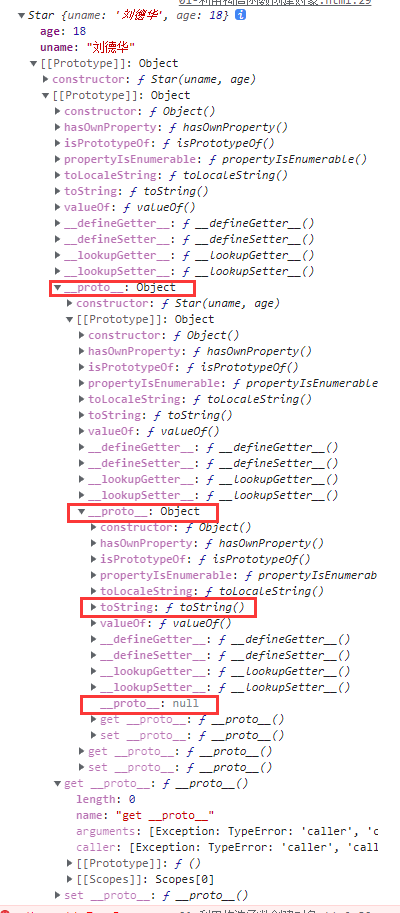 01-利用构造函数创建对象.html:29
Star {uname: '刘德华', age: 18}
age: 18
uname: "刘德华"
[[Prototype]]: Object
constructor: ƒ Star(uname, age)
[[Prototype]]: Object
constructor: ƒ Object()
hasOwnProperty: ƒ hasOwnProperty()
isPrototypeOf: ƒ isPrototypeOf()
propertyIsEnumerable: ƒ propertyIsEnumerable()
toLocaleString: ƒ toLocaleString()
toString: ƒ toString()
valueOf: ƒ valueOf()
__defineGetter__: ƒ __defineGetter__()
__defineSetter__: ƒ __defineSetter__()
__lookupGetter__: ƒ __lookupGetter__()
__lookupSetter__: ƒ __lookupSetter__()
__proto__: Object
constructor: ƒ Star(uname, age)
[[Prototype]]: Object
constructor: ƒ Object()
hasOwnProperty: ƒ hasOwnProperty()
isPrototypeOf: ƒ isPrototypeOf()
propertyIsEnumerable: ƒ propertyIsEnumerabl
toLocaleString: ƒ toLocaleString()
toString: ƒ toString()
valueOf: ƒ valueOf()
__defineGetter__: ƒ __defineGetter__()
__defineSetter__: ƒ __defineSetter__()
__lookupGetter__: ƒ __lookupGetter__()
__lookupSetter__: ƒ __lookupSetter__()
__proto__: Object
constructor: ƒ Object()
hasOwnProperty: ƒ hasOwnProperty()
isPrototypeOf: ƒ isPrototypeOf()
propertyIsEnumerable: ƒ propertyIsEnumerab
toLocaleString: ƒ toLocaleString()
toString: ƒ toString()
valueOf: ƒ valueOf()
__defineGetter__: ƒ __defineGetter__()
__defineSetter__: ƒ __defineSetter__()
__lookupGetter__: ƒ __lookupGetter__()
__lookupSetter__: ƒ __lookupSetter__()
__proto__: null
get __proto__: ƒ __proto__()
set __proto__: ƒ __proto__()
get __proto__: ƒ __proto__()
set __proto__: ƒ __proto__()
get __proto__: ƒ __proto__()
length: 0
name: "get __proto__"
arguments: [Exception: TypeError: 'caller', 'c
caller: [Exception: TypeError: 'caller', 'call
[[Prototype]]: ƒ ()
[[Scopes]]: Scopes[0]
set __proto__: ƒ __proto__()